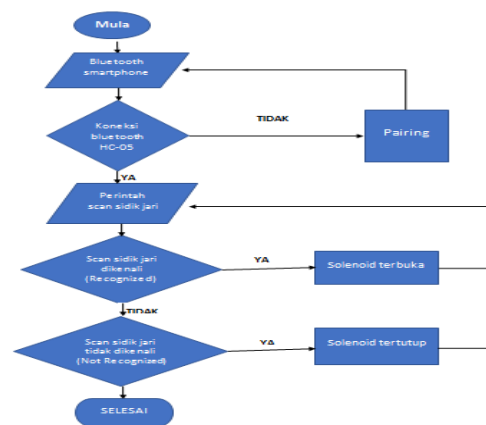 Mula
Bluetooth
smartphone
Koneksi
bluetooth
HC-05
TIDAK
Pairing
YA
Perintah
scan sidik jari
Scan sidik jari
dikenali
(Recognized)
YA
Solenoid terbuka
TIDAK
Scan sidik jari
tidak dikenali
(Not Recognized)
YA
Solenoid tertutup
SELESAI